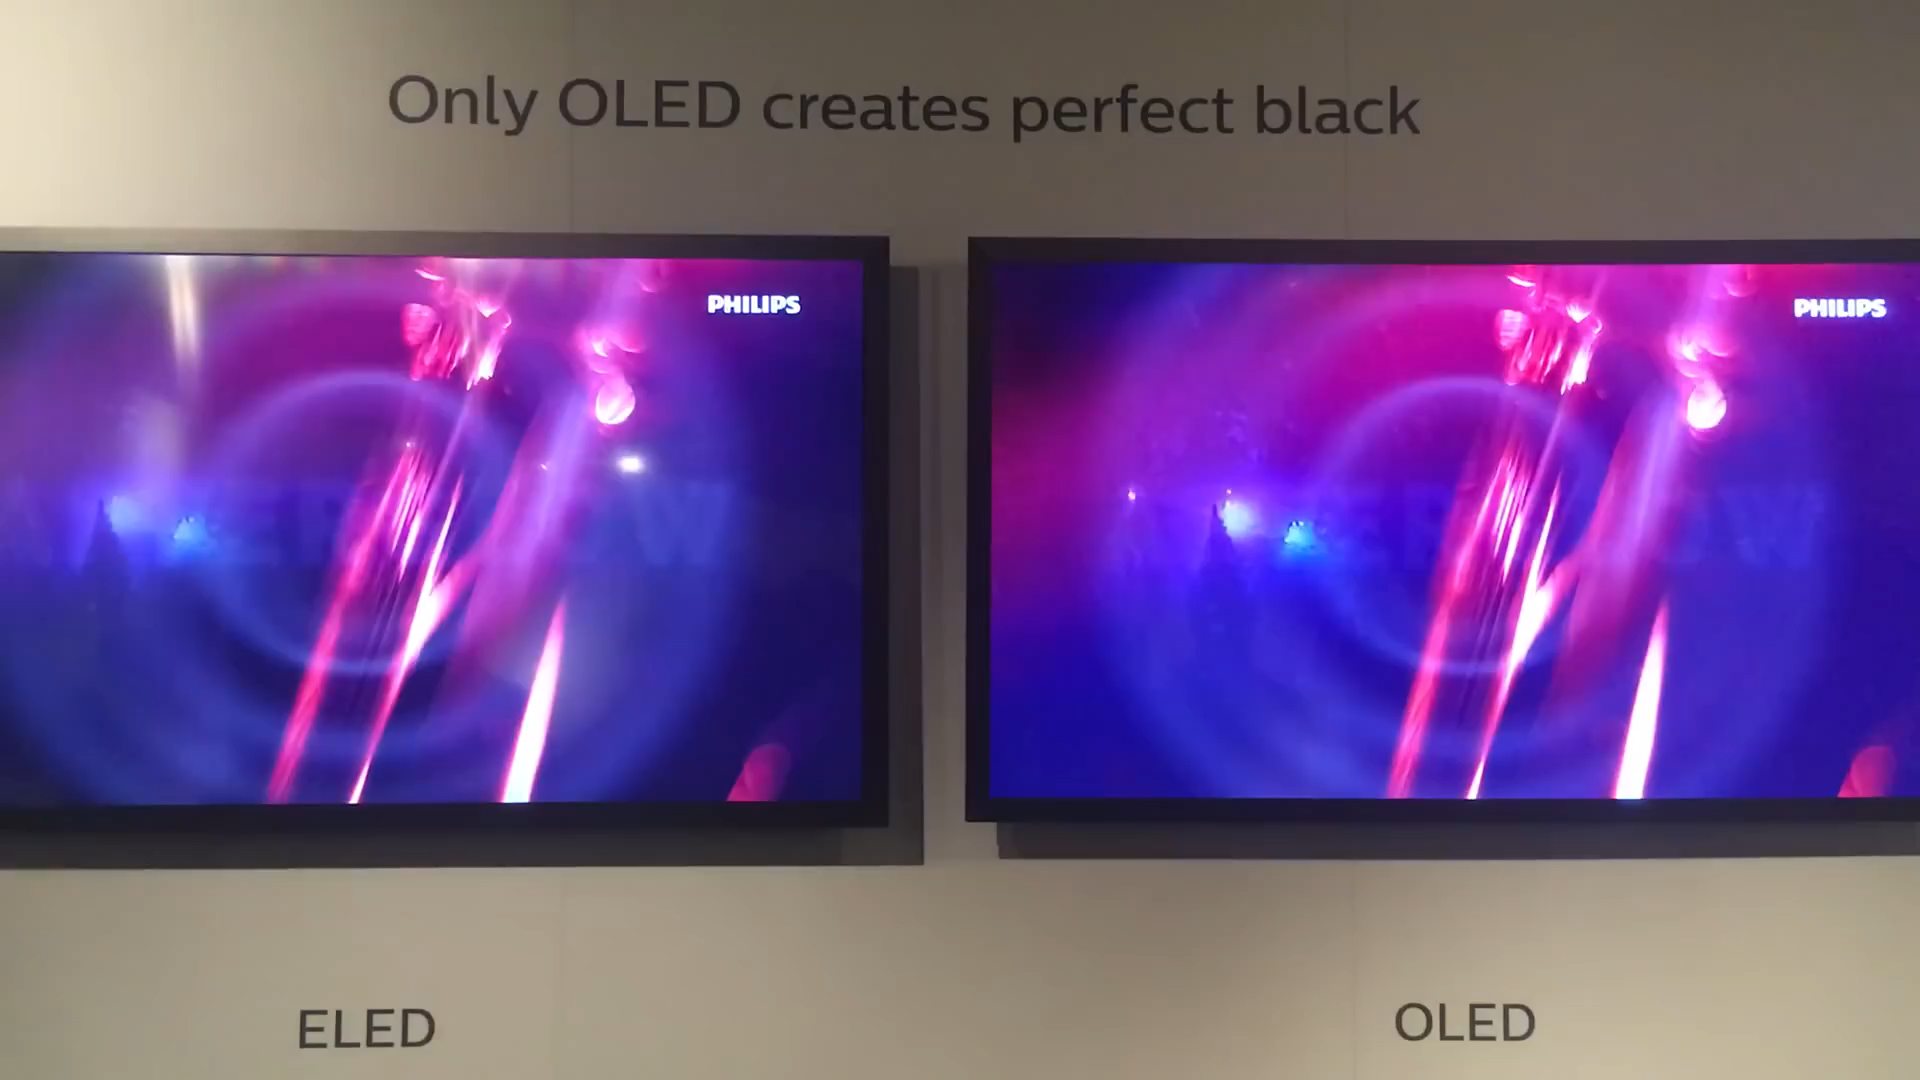 Only OLED creates perfect black
PHILIPS
PHILIPS
ELED
OLED